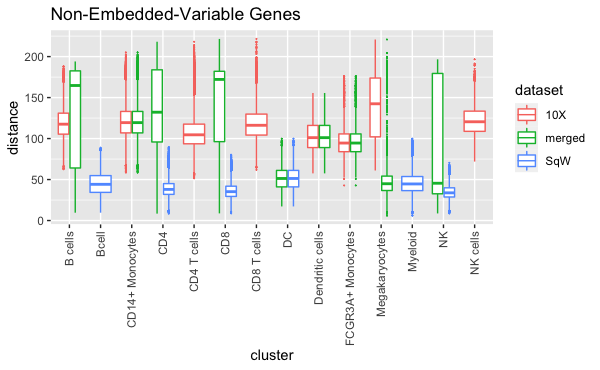 Non-Embedded-Variable Genes
distance
200
150
100
50
0
B cells
Bcell
CD14+ Monocytes
CD4
CD4 T cells
CD8
CD8 T cells
DC
Dendritic cells
FCGR3A+ Monocytes
Megakaryocytes
Myeloid
NK
NK cells
cluster
dataset
10X
merged
SqW